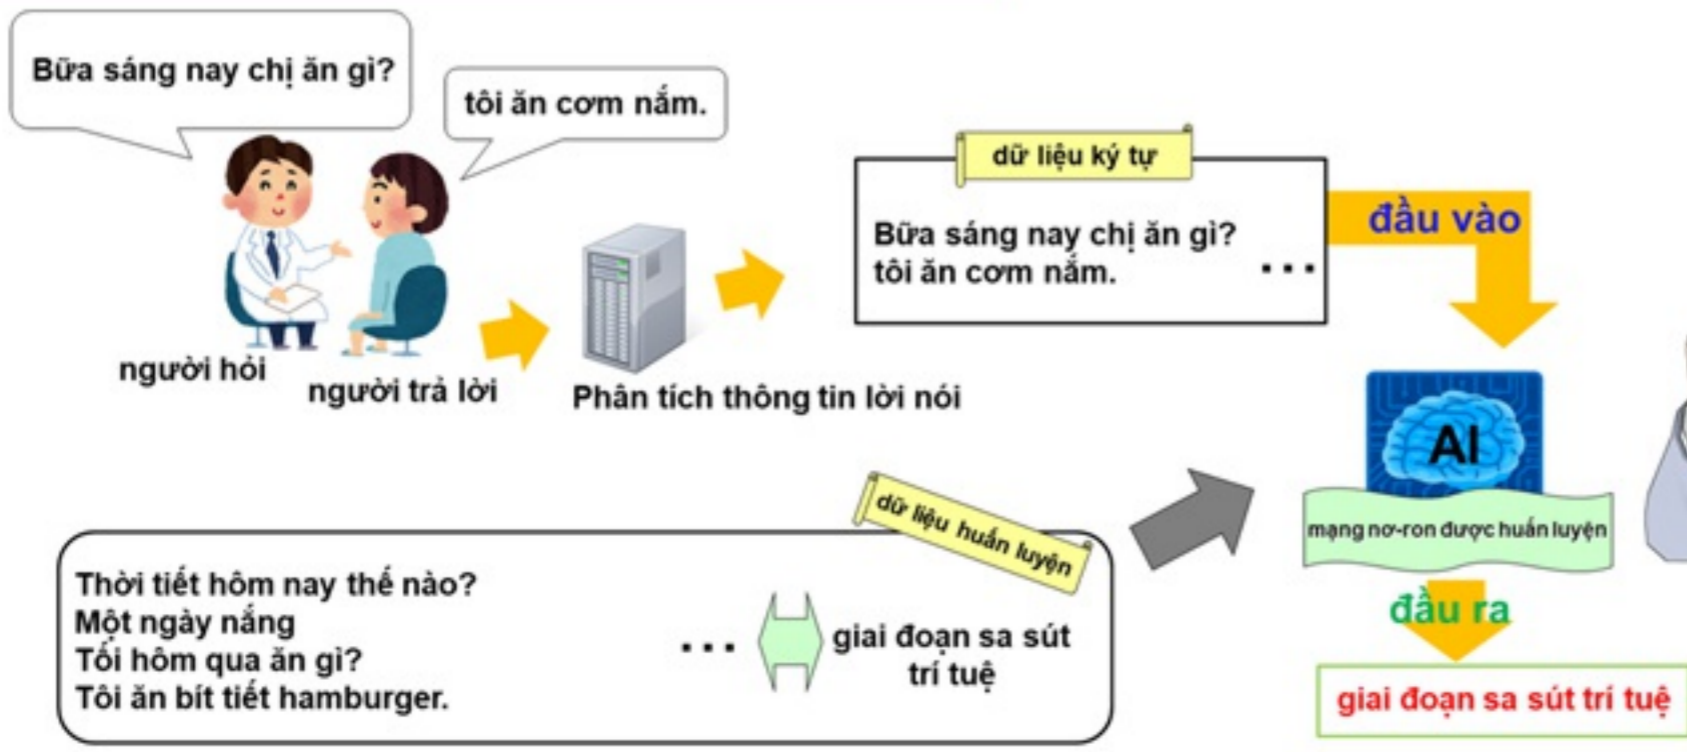 Bữa sáng nay chị ăn gì?
tôi ăn cơm nắm.
người hỏi
người trả lời
Phân tích thông tin lời nói
dữ liệu ký tự
Bữa sáng nay chị ăn gì?
tôi ăn cơm nắm.
...
đầu vào
AI
mạng nơ-ron được huấn luyện
đầu ra
giai đoạn sa sút trí tuệ
dữ liệu huấn luyện
Thời tiết hôm nay thế nào?
Một ngày nắng
Tối hôm qua ăn gì?
Tôi ăn bít tiết hamburger.
...
giai đoạn sa sút
trí tuệ